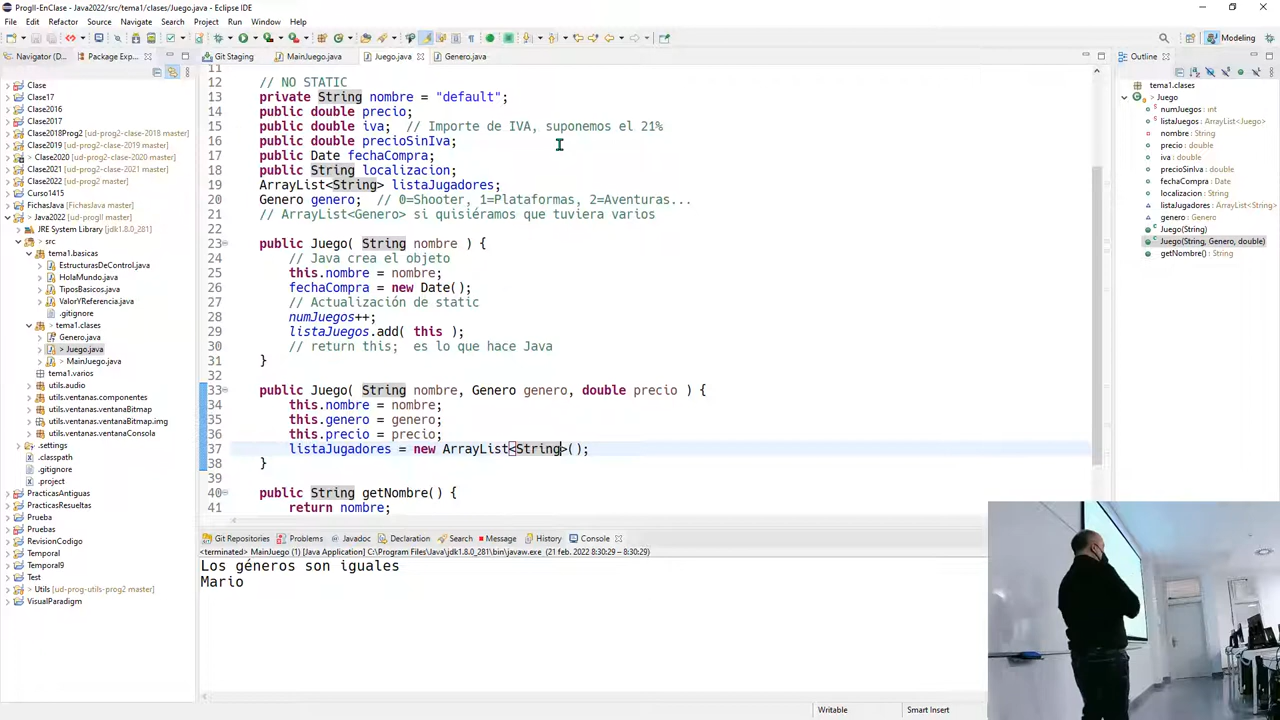 ProgII-EnClase - Java2022/src/tema1/clases/Juego.java - Eclipse IDE
File Edit Refactor Source Navigate Search Project Run Window Help
Modeling
Navigator (D... Package Exp...
Git Staging MainJuego.java Juego.java Genero.java
Outline
Clase
Clase17
Clase2016
Clase2017
Clase2018Prog2 [ud-prog2-clase-2018 master]
Clase2019 [ud-prog2-clase-2019 master]
> Clase2020 [ud-prog2-clase-2020 master]
Clase2021 [ud-prog2-clase-2021 master]
Clase2022 [ud-progII master]
Curso1415
FichasJava [FichasJava master]
Java2022 [ud-progII master]
JRE System Library [jdk1.8.0_281]
> src
> tema1.basicas
EstructurasDeControl.java
HolaMundo.java
TiposBasicos.java
ValorYReferencia.java
.gitignore
> tema1.clases
Genero.java
> Juego.java
> MainJuego.java
tema1.varios
utils.audio
utils.ventanas.componentes
utils.ventanas.ventanaBitmap
utils.ventanas.ventanaBitmap.img
utils.ventanas.ventanaConsola
.settings
.classpath
.gitignore
.project
PracticasAntiguas
PracticasResueltas
Prueba
Pruebas
RevisionCodigo
Temporal
Temporal9
Test
> Utils [ud-prog-utils-prog2 master]
VisualParadigm
11
12 // NO STATIC
13 private String nombre = "default";
14 public double precio;
15 public double iva; // Importe de IVA, suponemos el 21%
16 public double precioSinIva;
17 public Date fechaCompra;
18 public String localizacion;
19 ArrayList<String> listaJugadores;
20 Genero genero; // 0=Shooter, 1=Plataformas, 2=Aventuras...
21 // ArrayList<Genero> si quisiéramos que tuviera varios
22
23 public Juego( String nombre ) {
24 // Java crea el objeto
25 this.nombre = nombre;
26 fechaCompra = new Date();
27 // Actualización de static
28 numJuegos++;
29 listaJuegos.add( this );
30 // return this; es lo que hace Java
31 }
32
33 public Juego( String nombre, Genero genero, double precio ) {
34 this.nombre = nombre;
35 this.genero = genero;
36 this.precio = precio;
37 listaJugadores = new ArrayList<String>();
38 }
39
40 public String getNombre() {
41 return nombre;
tema1.clases
Juego
numJuegos : int
listaJuegos : ArrayList<Juego>
nombre : String
precio : double
iva : double
precioSinIva : double
fechaCompra : Date
localizacion : String
listaJugadores : ArrayList<String>
genero : Genero
Juego(String)
Juego(String, Genero, double)
getNombre() : String
Git Repositories Problems Javadoc Declaration Search Message History Console
<terminated> MainJuego (1) [Java Application] C:\Program Files\Java\jdk1.8.0_281\bin\javaw.exe (21 feb. 2022 8:30:29 – 8:30:29)
Los géneros son iguales
Mario
Writable Smart Insert